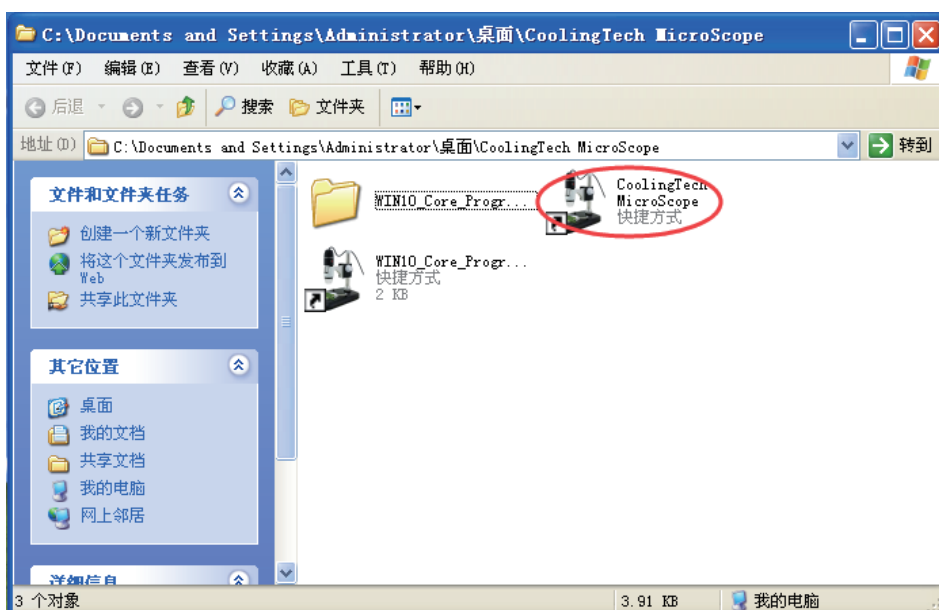 C:\Documents and Settings\Administrator\桌面\CoolingTech MicroScope
文件(F) 编辑(E) 查看(V) 收藏(A) 工具(T) 帮助(H)
后退 搜索 文件夹
地址(D) C:\Documents and Settings\Administrator\桌面\CoolingTech MicroScope 转到
文件和文件夹任务
创建一个新文件夹
将这个文件夹发布到
Web
共享此文件夹
其它位置
桌面
我的文档
共享文档
我的电脑
网上邻居
详细信息
WIN10_Core_Progr...
CoolingTech
MicroScope
快捷方式
WIN10_Core_Progr...
快捷方式
2 KB
3 个对象 3.91 KB 我的电脑